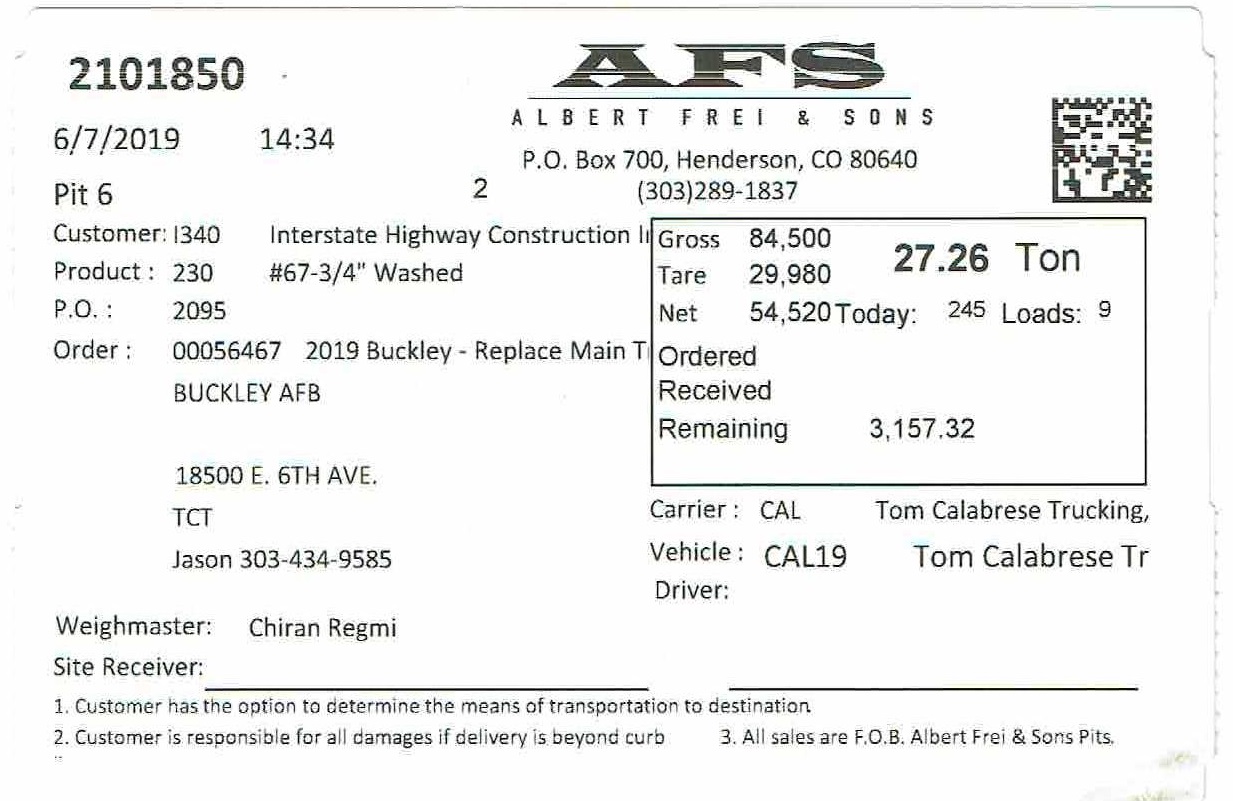 2101850
AFS
ALBERT FREI & SONS
6/7/2019 14:34
P.O. Box 700, Henderson, CO 80640
Pit 6 2 (303)289-1837
Customer: I340 Interstate Highway Construction I
Product : 230 #67-3/4" Washed
P.O. : 2095
Order : 00056467 2019 Buckley - Replace Main T
BUCKLEY AFB
18500 E. 6TH AVE.
TCT
Jason 303-434-9585
Gross 84,500 27.26 Ton
Tare 29,980
Net 54,520 Today: 245 Loads: 9
Ordered
Received
Remaining 3,157.32
Carrier : CAL Tom Calabrese Trucking,
Vehicle : CAL19 Tom Calabrese Tr
Driver:
Weighmaster: Chiran Regmi
Site Receiver:
1. Customer has the option to determine the means of transportation to destination
2. Customer is responsible for all damages if delivery is beyond curb 3. All sales are F.O.B. Albert Frei & Sons Pits.